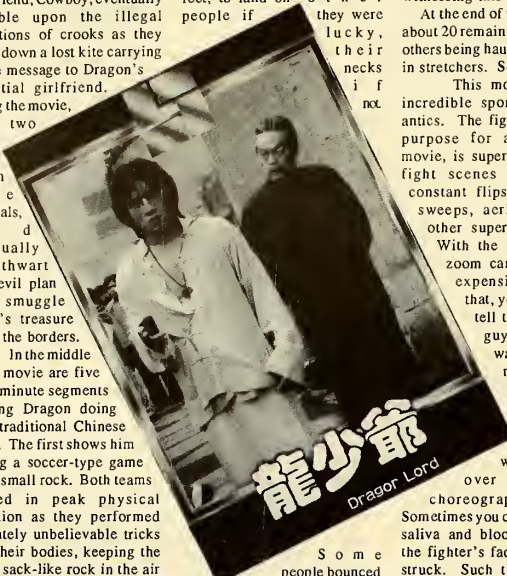 iend, Cowboy, eventually
ble upon the illegal
tions of crooks as they
down a lost kite carrying
e message to Dragon's
tial girlfriend.
g the movie,
two
n
e
als,
d
ually
thwart
evil plan
smuggle
's treasure
the borders.
In the middle
movie are five
minute segments
ng Dragon doing
traditional Chinese
. The first shows him
g a soccer-type game
small rock. Both teams
ed in peak physical
ion as they performed
ately unbelievable tricks
heir bodies, keeping the
sack-like rock in the air
people if they were
lucky,
their
necks
if
not.
龍少爺
Dragor Lord
Some
people bounced
At the end of
about 20 remain
others being hau
in stretchers. S
This mo
incredible spor
antics. The fig
purpose for a
movie, is super
fight scenes
constant flips
sweeps, aeri
other super
With the
zoom car
expensi
that, y
tell t
guy
wa
r
w
over
choreograp
Sometimes you c
saliva and bloo
the fighter's fac
struck. Such t